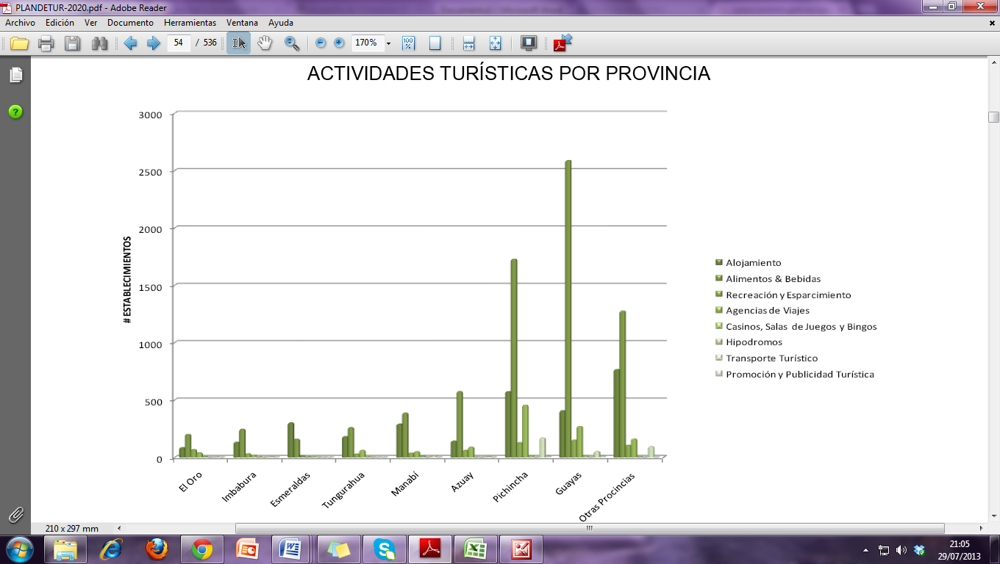 PLANDETUR-2020.pdf - Adobe Reader
Archivo Edición Ver Documento Herramientas Ventana Ayuda
54 / 536 170%
ACTIVIDADES TURÍSTICAS POR PROVINCIA
3000
2500
2000
1500
1000
500
0
# ESTABLECIMIENTOS
El Oro
Imbabura
Esmeraldas
Tungurahua
Manabí
Azuay
Pichincha
Guayas
Otras Procincias
Alojamiento
Alimentos & Bebidas
Recreación y Esparcimiento
Agencias de Viajes
Casinos, Salas de Juegos y Bingos
Hipodromos
Transporte Turístico
Promoción y Publicidad Turística
210 x 297 mm
21:05
29/07/2013